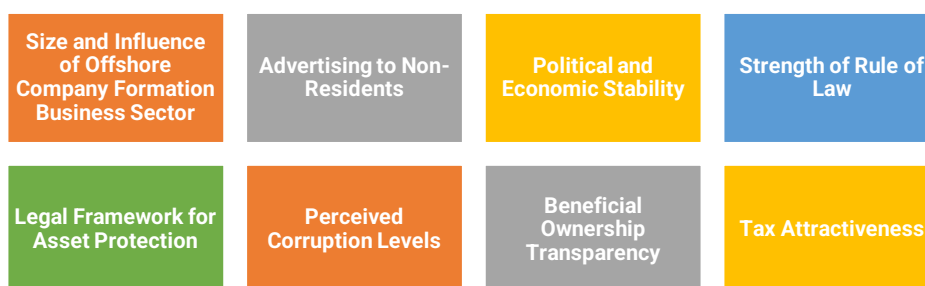 Size and Influence
of Offshore
Company Formation
Business Sector
Advertising to Non-
Residents
Political and
Economic Stability
Strength of Rule of
Law
Legal Framework for
Asset Protection
Perceived
Corruption Levels
Beneficial
Ownership
Transparency
Tax Attractiveness